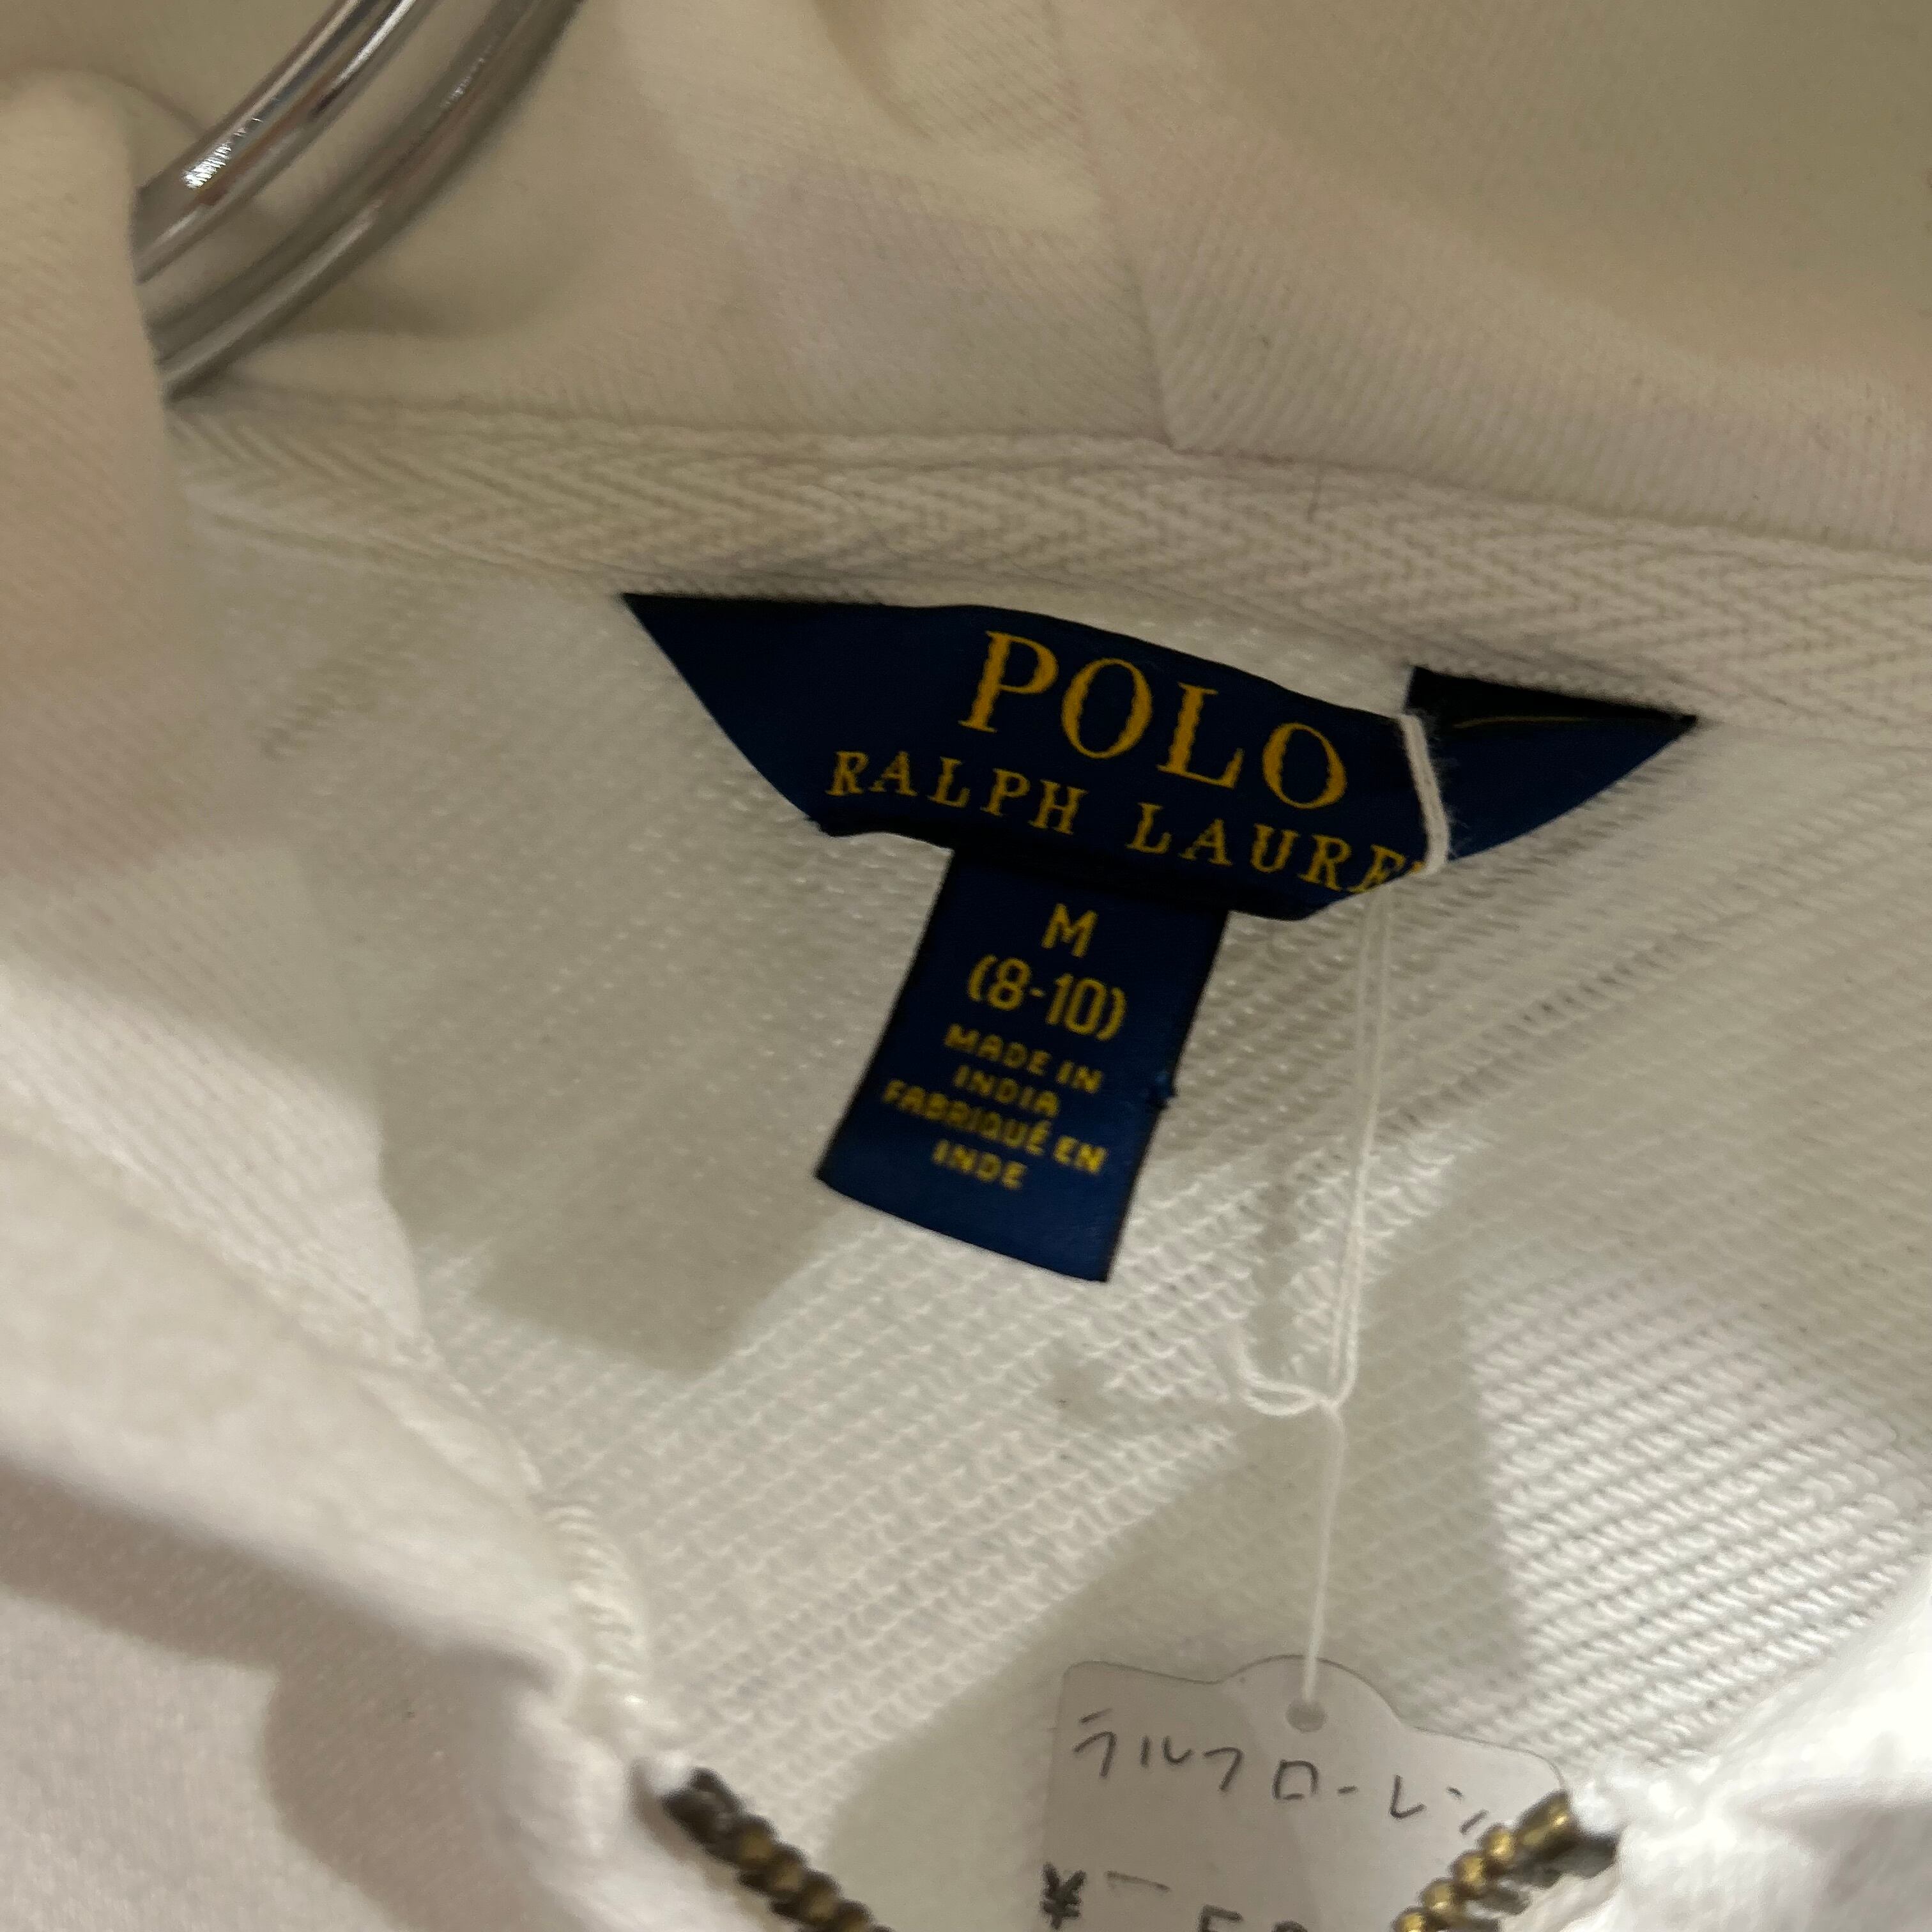 POLO
RALPH LAURE
M
(8-10)
MADE IN
INDIA
FABRIQUÉ EN
INDE
ラルフローレン
¥